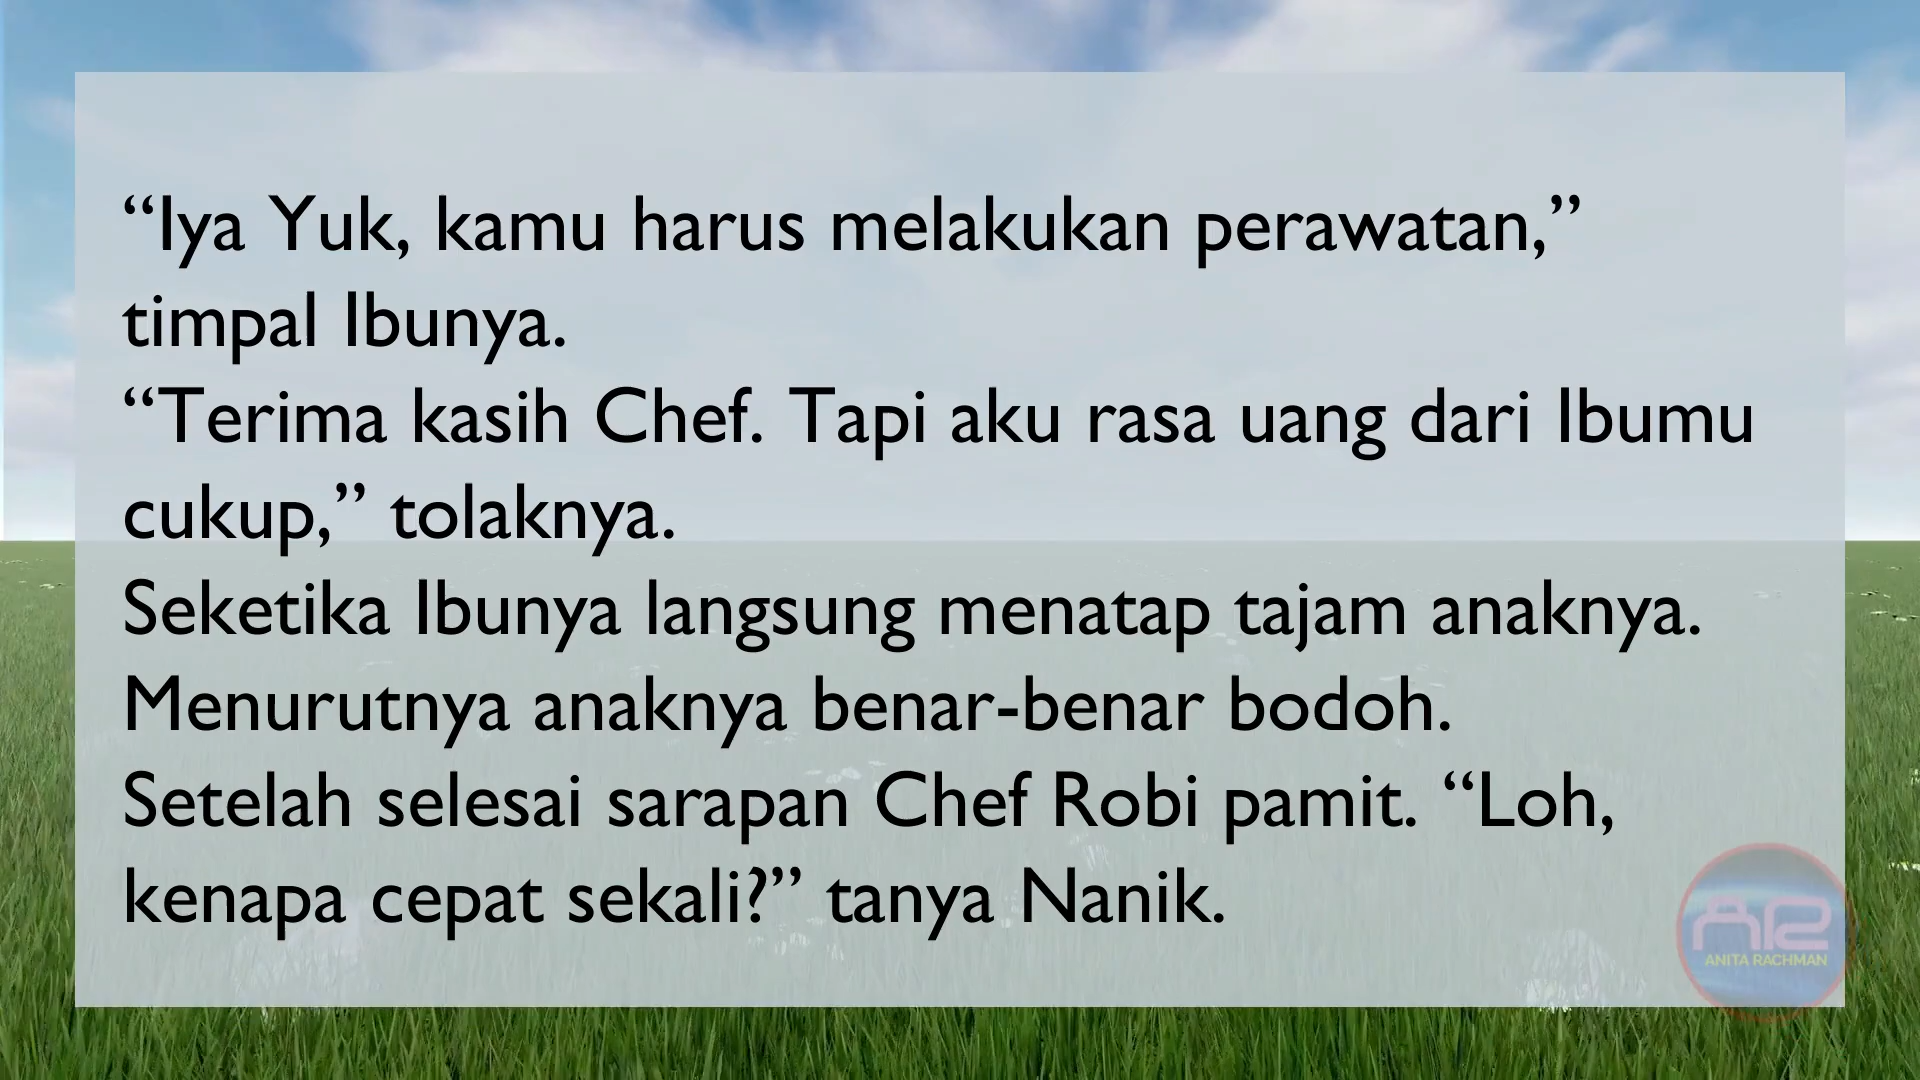 “Iya Yuk, kamu harus melakukan perawatan,”
timpal Ibunya.
“Terima kasih Chef. Tapi aku rasa uang dari Ibumu
cukup,” tolaknya.
Seketika Ibunya langsung menatap tajam anaknya.
Menurutnya anaknya benar-benar bodoh.
Setelah selesai sarapan Chef Robi pamit. “Loh,
kenapa cepat sekali?” tanya Nanik.
AR
ANITA RACHMAN